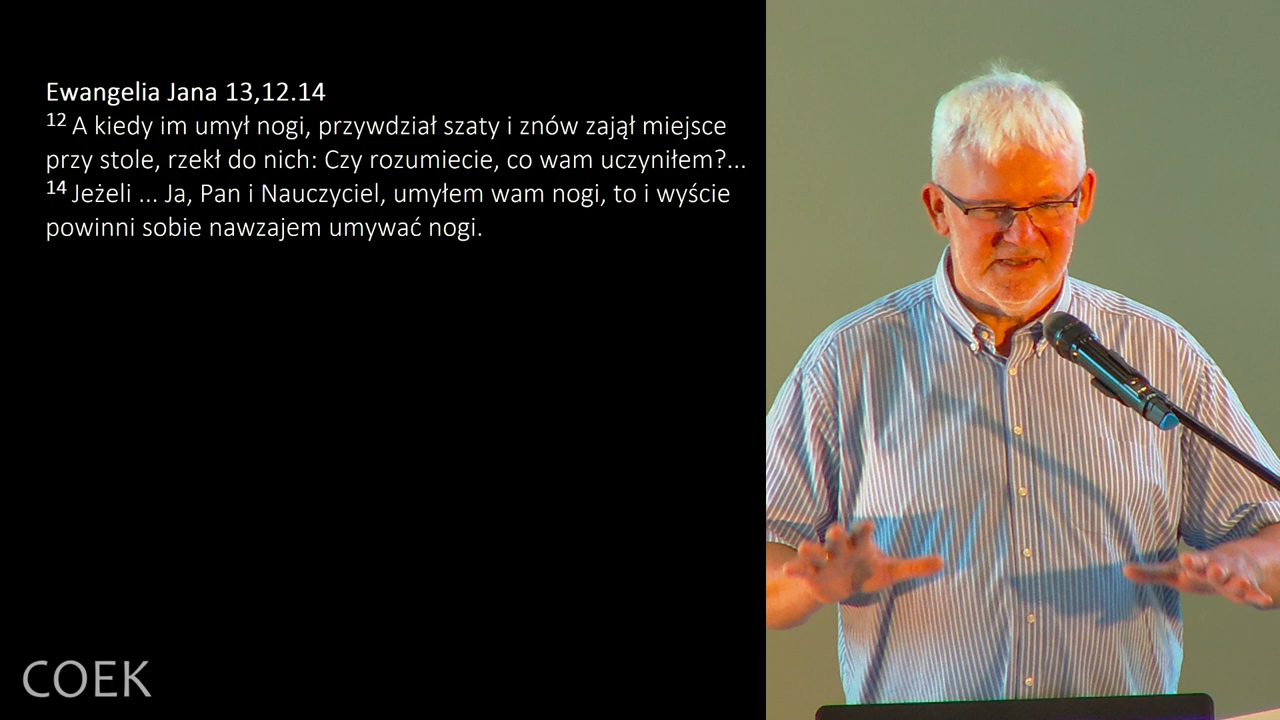 Ewangelia Jana 13,12.14
12 A kiedy im umył nogi, przywdział szaty i znów zajął miejsce
przy stole, rzekł do nich: Czy rozumiecie, co wam uczyniłem?...
14 Jeżeli ... Ja, Pan i Nauczyciel, umyłem wam nogi, to i wyście
powinni sobie nawzajem umywać nogi.
COEK